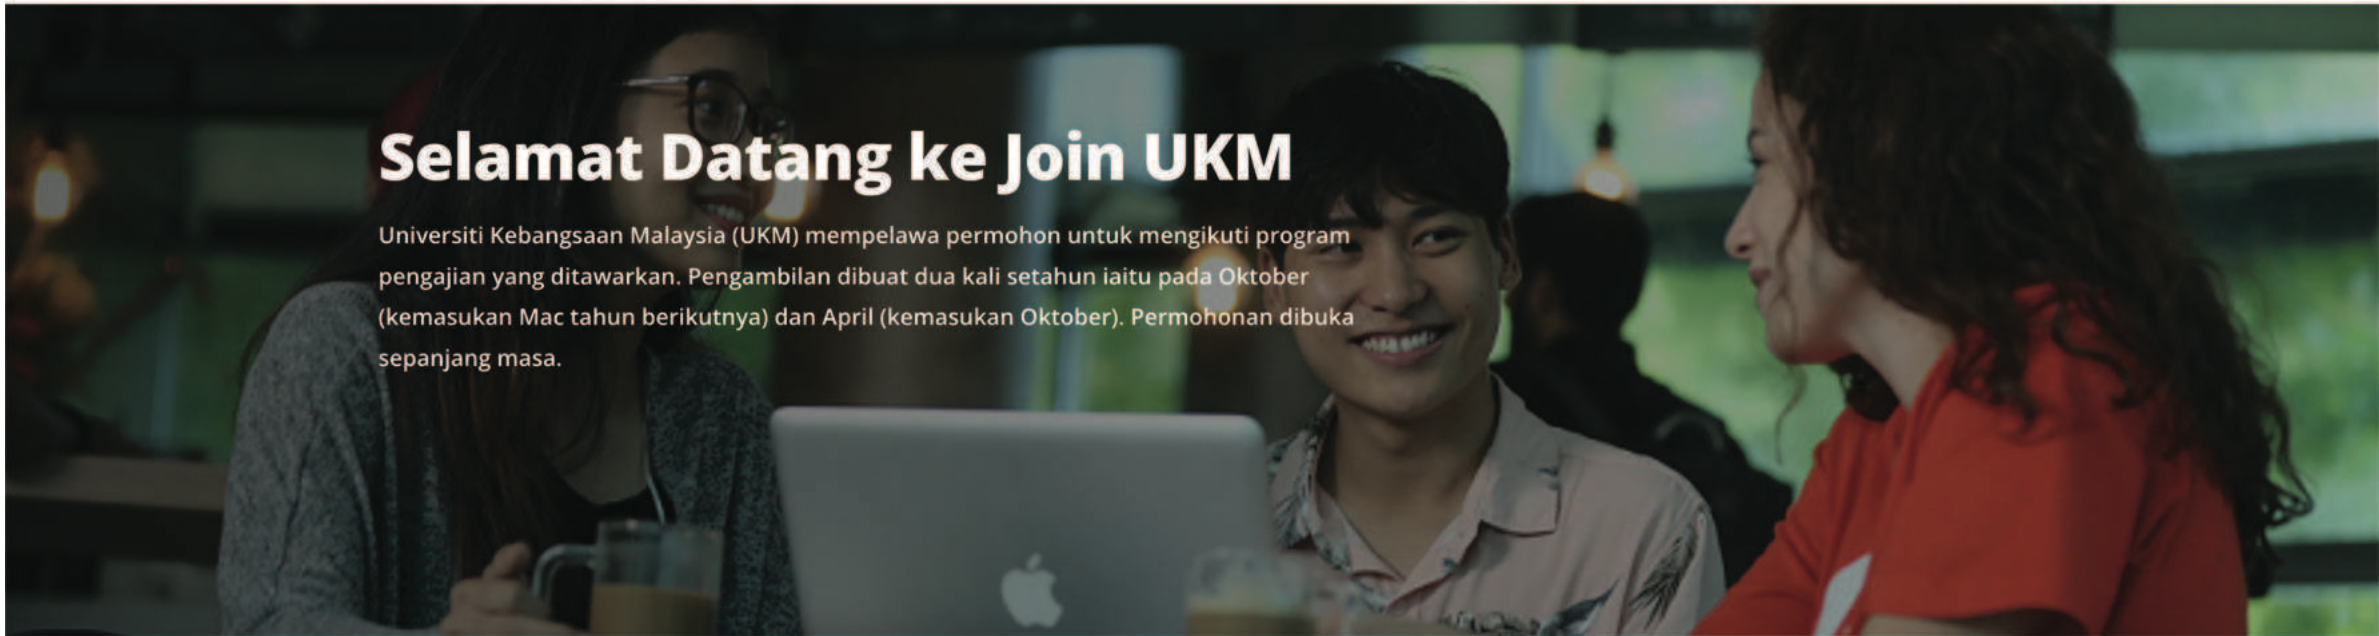 Selamat Datang ke Join UKM
Universiti Kebangsaan Malaysia (UKM) mempelawa permohon untuk mengikuti program
pengajian yang ditawarkan. Pengambilan dibuat dua kali setahun iaitu pada Oktober
(kemasukan Mac tahun berikutnya) dan April (kemasukan Oktober). Permohonan dibuka
sepanjang masa.